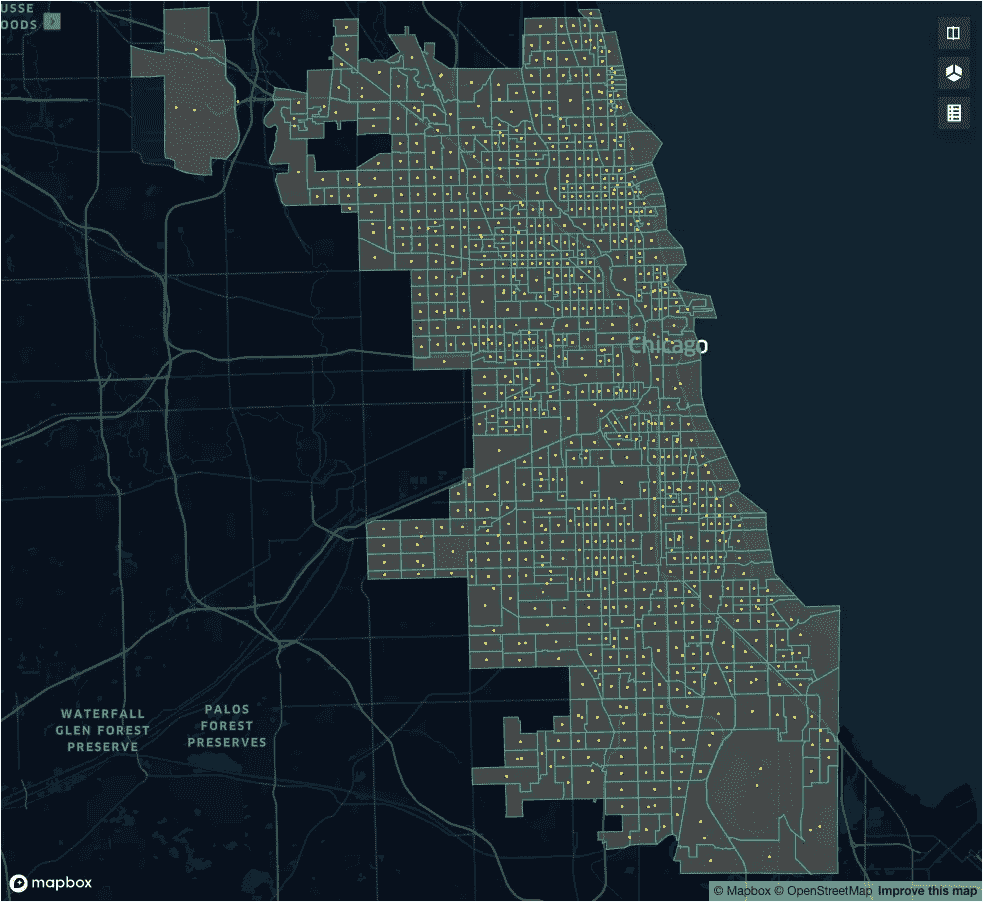 USSE
OODS
Chicago
WATERFALL
GLEN FOREST
PRESERVE
PALOS
FOREST
PRESERVES
mapbox
© Mapbox © OpenStreetMap Improve this map